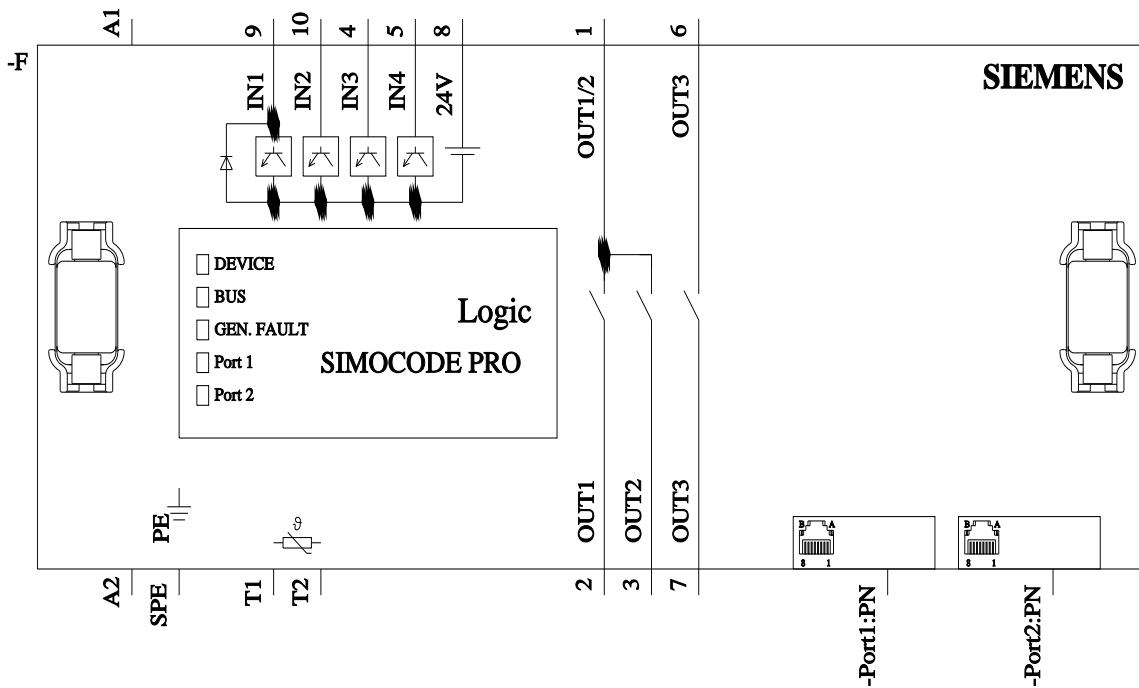 A1
9
10
4
5
8
1
6
-F
IN1
IN2
IN3
IN4
24V
OUT1/2
OUT3
SIEMENS
DEVICE
BUS
GEN. FAULT
Port 1
Port 2
Logic
SIMOCODE PRO
PE
ϑ
OUT1
OUT2
OUT3
B A
8 1
B A
8 1
A2
SPE
T1
T2
2
3
7
-Port1:PN
-Port2:PN